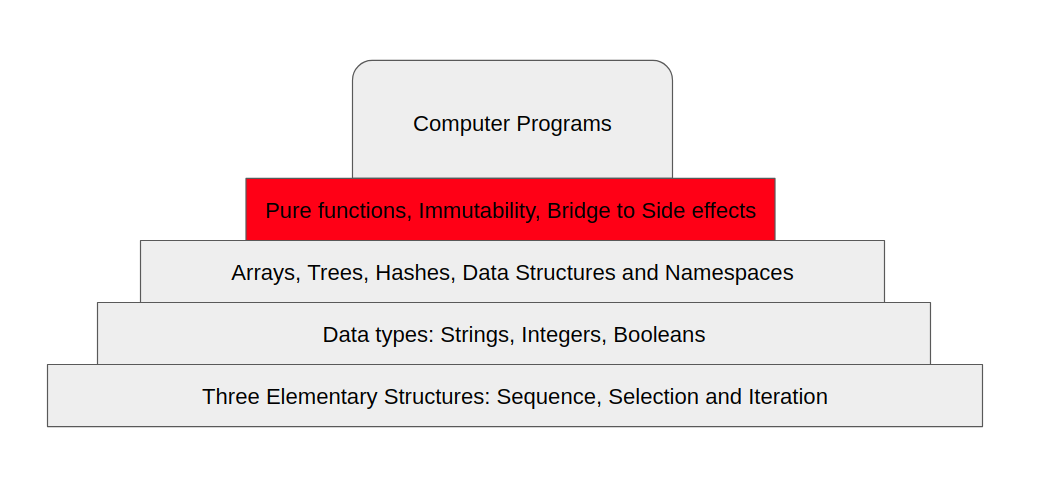 Computer Programs
Pure functions, Immutability, Bridge to Side effects
Arrays, Trees, Hashes, Data Structures and Namespaces
Data types: Strings, Integers, Booleans
Three Elementary Structures: Sequence, Selection and Iteration